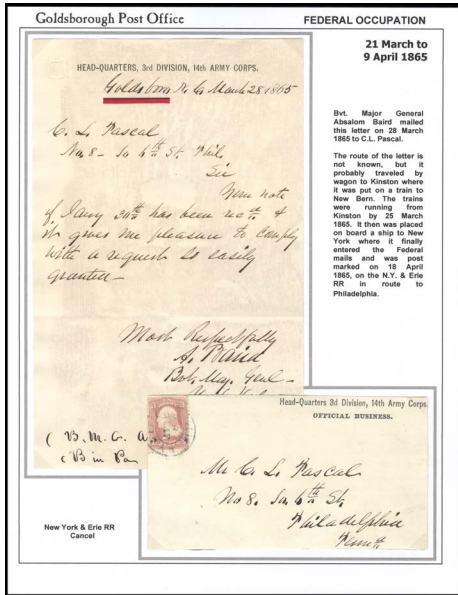 Goldsborough Post Office
FEDERAL OCCUPATION
21 March to
9 April 1865
HEAD-QUARTERS, 3rd DIVISION, 14th ARMY CORPS.
Goldsboro N. C. March 28 1865
C. L. Pascal
No. 8 - So 6th St. Phil.
Sir
Your note
of Jany 30th has been rec'd &
it gives me pleasure to comply
with a request so easily
granted -
Most Respectfully
A. Baird
Bvt. Maj. Genl -
Bvt. Major General
Absalom Baird mailed
this letter on 28 March
1865 to C.L. Pascal.
The route of the letter is
not known, but it
probably traveled by
wagon to Kinston where
it was put on a train to
New Bern. The trains
were running from
Kinston by 25 March
1865. It then was placed
on board a ship to New
York where it finally
entered the Federal
mails and was post
marked on 18 April
1865, on the N.Y. & Erie
RR in route to
Philadelphia.
( B. M. G. A.
( B in Pa
Head-Quarters 3d Division, 14th Army Corps.
OFFICIAL BUSINESS.
Mr C. L. Pascal
No 8. So. 6th St.
Philadelphia
Penna.
New York & Erie RR
Cancel